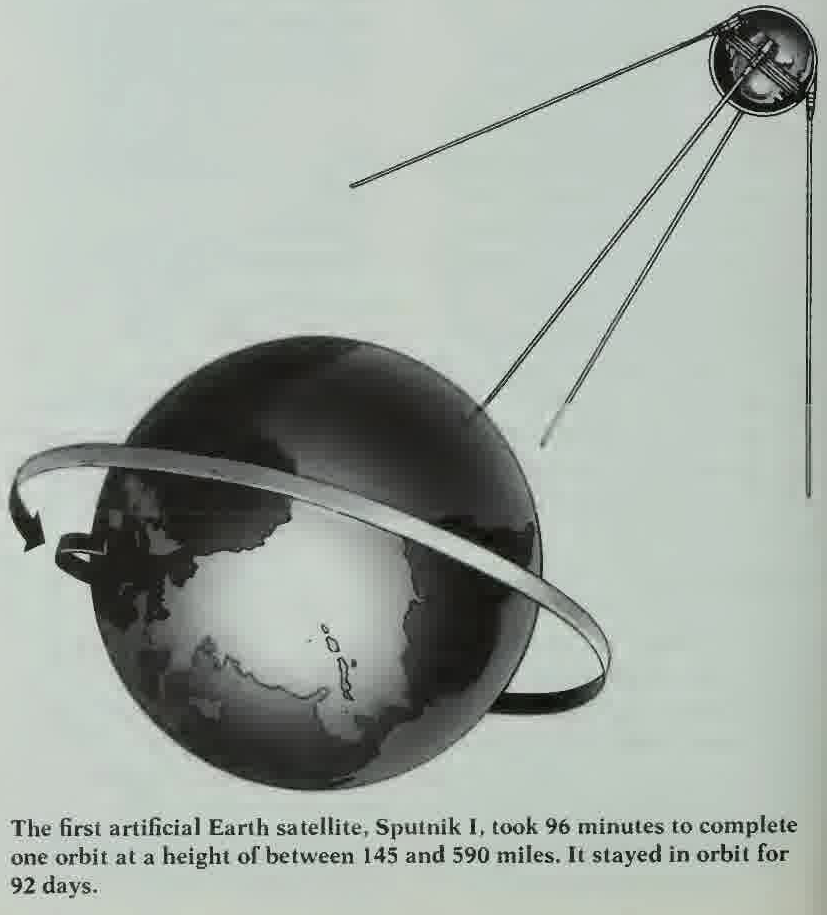 The first artificial Earth satellite, Sputnik I, took 96 minutes to complete
one orbit at a height of between 145 and 590 miles. It stayed in orbit for
92 days.